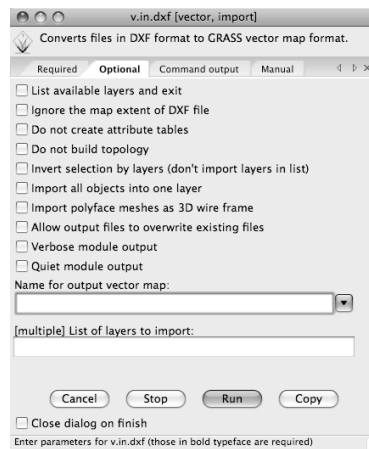 v.in.dxf [vector, import]
Converts files in DXF format to GRASS vector map format.
Required Optional Command output Manual
List available layers and exit
Ignore the map extent of DXF file
Do not create attribute tables
Do not build topology
Invert selection by layers (don't import layers in list)
Import all objects into one layer
Import polyface meshes as 3D wire frame
Allow output files to overwrite existing files
Verbose module output
Quiet module output
Name for output vector map:
[multiple] List of layers to import:
Cancel Stop Run Copy
Close dialog on finish
Enter parameters for v.in.dxf (those in bold typeface are required)